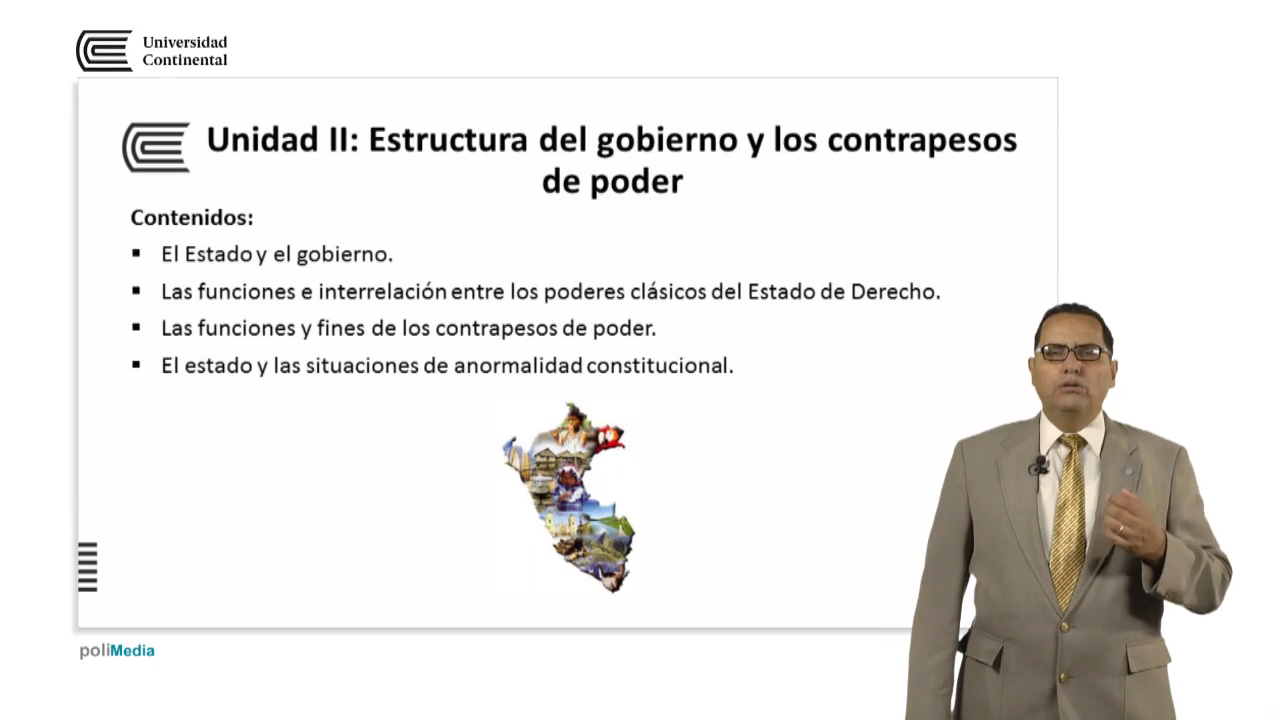 Universidad
Continental
Unidad II: Estructura del gobierno y los contrapesos
de poder
Contenidos:
▪ El Estado y el gobierno.
▪ Las funciones e interrelación entre los poderes clásicos del Estado de Derecho.
▪ Las funciones y fines de los contrapesos de poder.
▪ El estado y las situaciones de anormalidad constitucional.
poliMedia